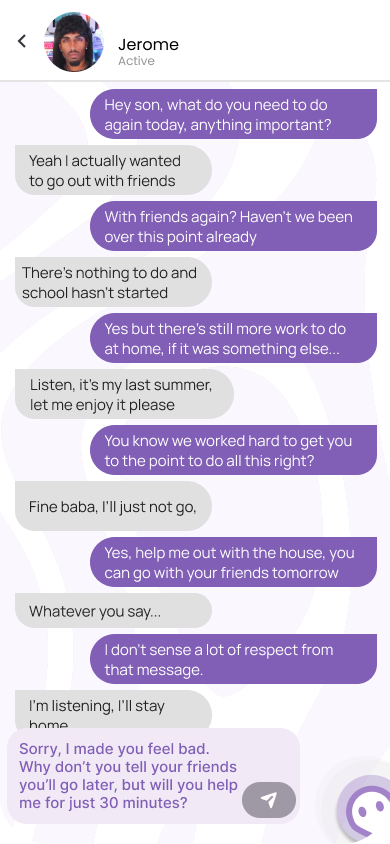 Jerome
Active
Hey son, what do you need to do
again today, anything important?
Yeah I actually wanted
to go out with friends
With friends again? Haven't we been
over this point already
There's nothing to do and
school hasn't started
Yes but there's still more work to do
at home, if it was something else...
Listen, it's my last summer,
let me enjoy it please
You know we worked hard to get you
to the point to do all this right?
Fine baba, I'll just not go,
Yes, help me out with the house, you
can go with your friends tomorrow
Whatever you say...
I don't sense a lot of respect from
that message.
I'm listening, I'll stay
home
Sorry, I made you feel bad.
Why don't you tell your friends
you'll go later, but will you help
me for just 30 minutes?